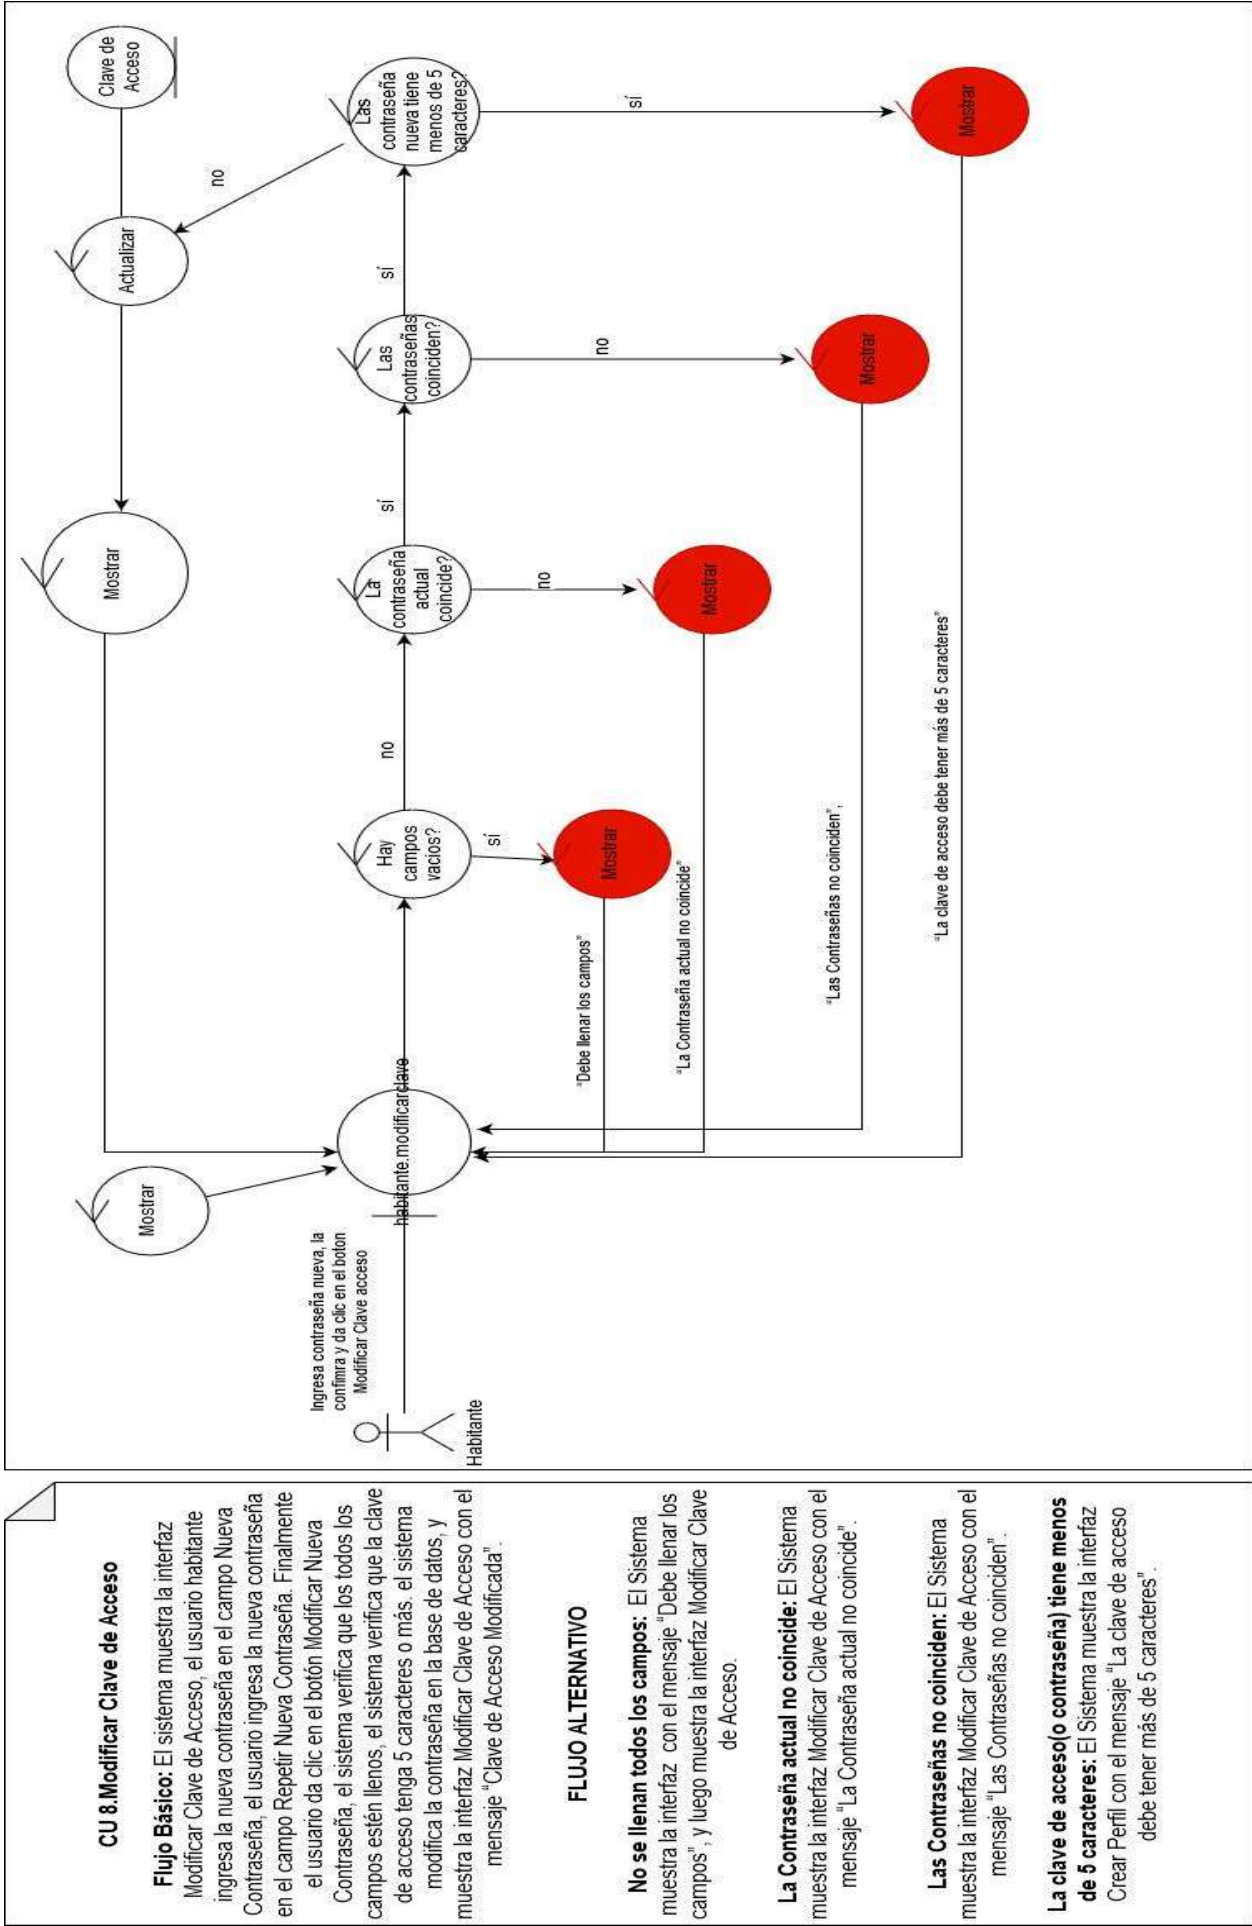 CU 8.Modificar Clave de Acceso
Flujo Básico: El sistema muestra la interfaz
Modificar Clave de Acceso, el usuario habitante
ingresa la nueva contraseña en el campo Nueva
Contraseña, el usuario ingresa la nueva contraseña
en el campo Repetir Nueva Contraseña. Finalmente
el usuario da clic en el botón Modificar Nueva
Contraseña, el sistema verifica que los todos los
campos estén llenos, el sistema verifica que la clave
de acceso tenga 5 caracteres o más. el sistema
modifica la contraseña en la base de datos, y
muestra la interfaz Modificar Clave de Acceso con el
mensaje “Clave de Acceso Modificada”.
FLUJO ALTERNATIVO
No se llenan todos los campos: El Sistema
muestra la interfaz con el mensaje “Debe llenar los
campos”, y luego muestra la interfaz Modificar Clave
de Acceso.
La Contraseña actual no coincide: El Sistema
muestra la interfaz Modificar Clave de Acceso con el
mensaje “La Contraseña actual no coincide”.
Las Contraseñas no coinciden: El Sistema
muestra la interfaz Modificar Clave de Acceso con el
mensaje “Las Contraseñas no coinciden”.
La clave de acceso(o contraseña) tiene menos
de 5 caracteres: El Sistema muestra la interfaz
Crear Perfil con el mensaje “La clave de acceso
debe tener más de 5 caracteres”.
Habitante
Ingresa contraseña nueva, la
confimra y da clic en el boton
Modificar Clave acceso
Mostrar
habitante.modificarclave
Hay
campos
vacios?
sí
Mostrar
“Debe llenar los campos”
no
La
contraseña
actual
coincide?
no
Mostrar
“La Contraseña actual no coincide”
sí
Las
contraseñas
coinciden?
no
Mostrar
“Las Contraseñas no coinciden”,
sí
Las
contraseña
nueva tiene
menos de 5
caracteres?
sí
Mostrar
“La clave de acceso debe tener más de 5 caracteres”
no
Actualizar
Clave de
Acceso
Mostrar